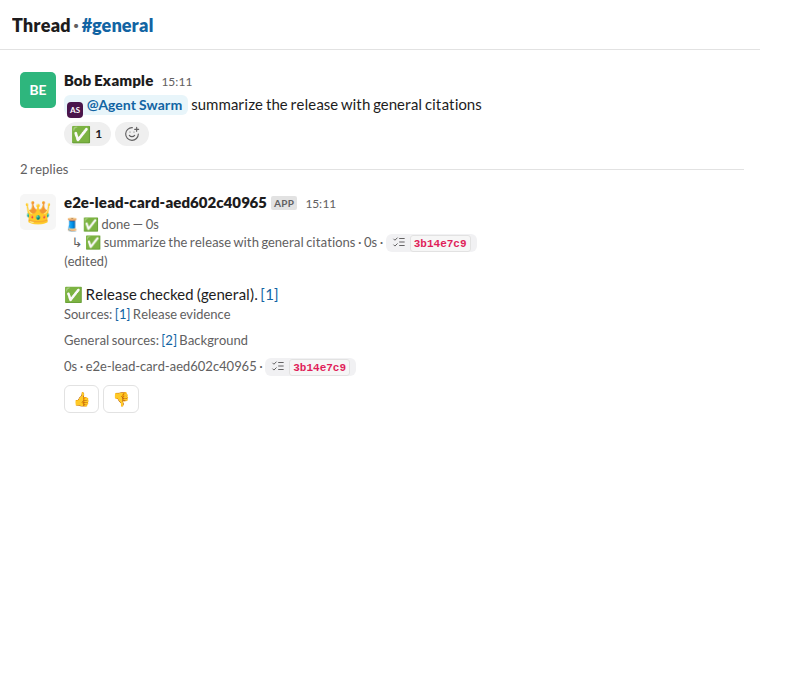 Thread • #general
BE
Bob Example 15:11
AS @Agent Swarm summarize the release with general citations
✅ 1
2 replies
e2e-lead-card-aed602c40965 APP 15:11
🧵 ✅ done — 0s
↳ ✅ summarize the release with general citations · 0s · 3b14e7c9
(edited)
✅ Release checked (general). [1]
Sources: [1] Release evidence
General sources: [2] Background
0s · e2e-lead-card-aed602c40965 · 3b14e7c9
👍 👎